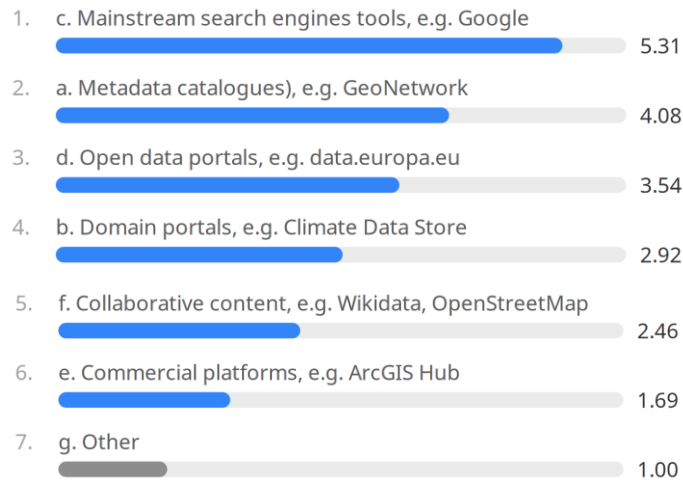 1. c. Mainstream search engines tools, e.g. Google
5.31
2. a. Metadata catalogues), e.g. GeoNetwork
4.08
3. d. Open data portals, e.g. data.europa.eu
3.54
4. b. Domain portals, e.g. Climate Data Store
2.92
5. f. Collaborative content, e.g. Wikidata, OpenStreetMap
2.46
6. e. Commercial platforms, e.g. ArcGIS Hub
1.69
7. g. Other
1.00